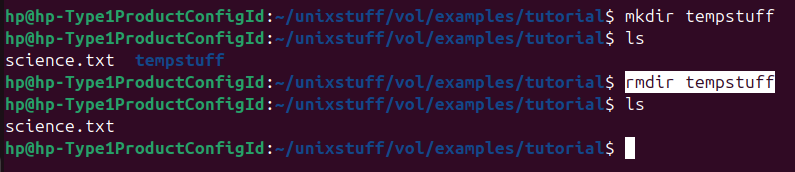 hp@hp-Type1ProductConfigId:~/unixstuff/vol/examples/tutorial$ mkdir tempstuff
hp@hp-Type1ProductConfigId:~/unixstuff/vol/examples/tutorial$ ls
science.txt  tempstuff
hp@hp-Type1ProductConfigId:~/unixstuff/vol/examples/tutorial$ rmdir tempstuff
hp@hp-Type1ProductConfigId:~/unixstuff/vol/examples/tutorial$ ls
science.txt
hp@hp-Type1ProductConfigId:~/unixstuff/vol/examples/tutorial$